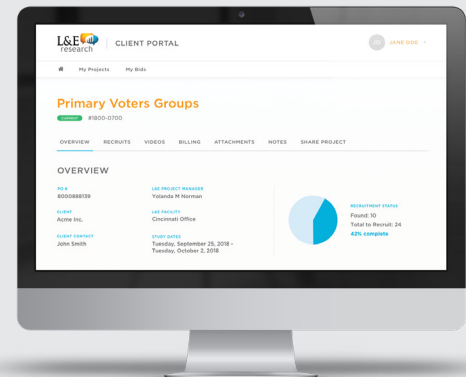 L&E research
CLIENT PORTAL
JD
JANE DOE
My Projects
My Bids
Primary Voters Groups
CURRENT
#1800-0700
OVERVIEW RECRUITS VIDEOS BILLING ATTACHMENTS NOTES SHARE PROJECT
OVERVIEW
PO #
8000888139
CLIENT
Acme Inc.
CLIENT CONTACT
John Smith
L&E PROJECT MANAGER
Yolanda M Norman
L&E FACILITY
Cincinnati Office
STUDY DATES
Tuesday, September 25, 2018 -
Tuesday, October 2, 2018
RECRUITMENT STATUS
Found: 10
Total to Recruit: 24
42% complete